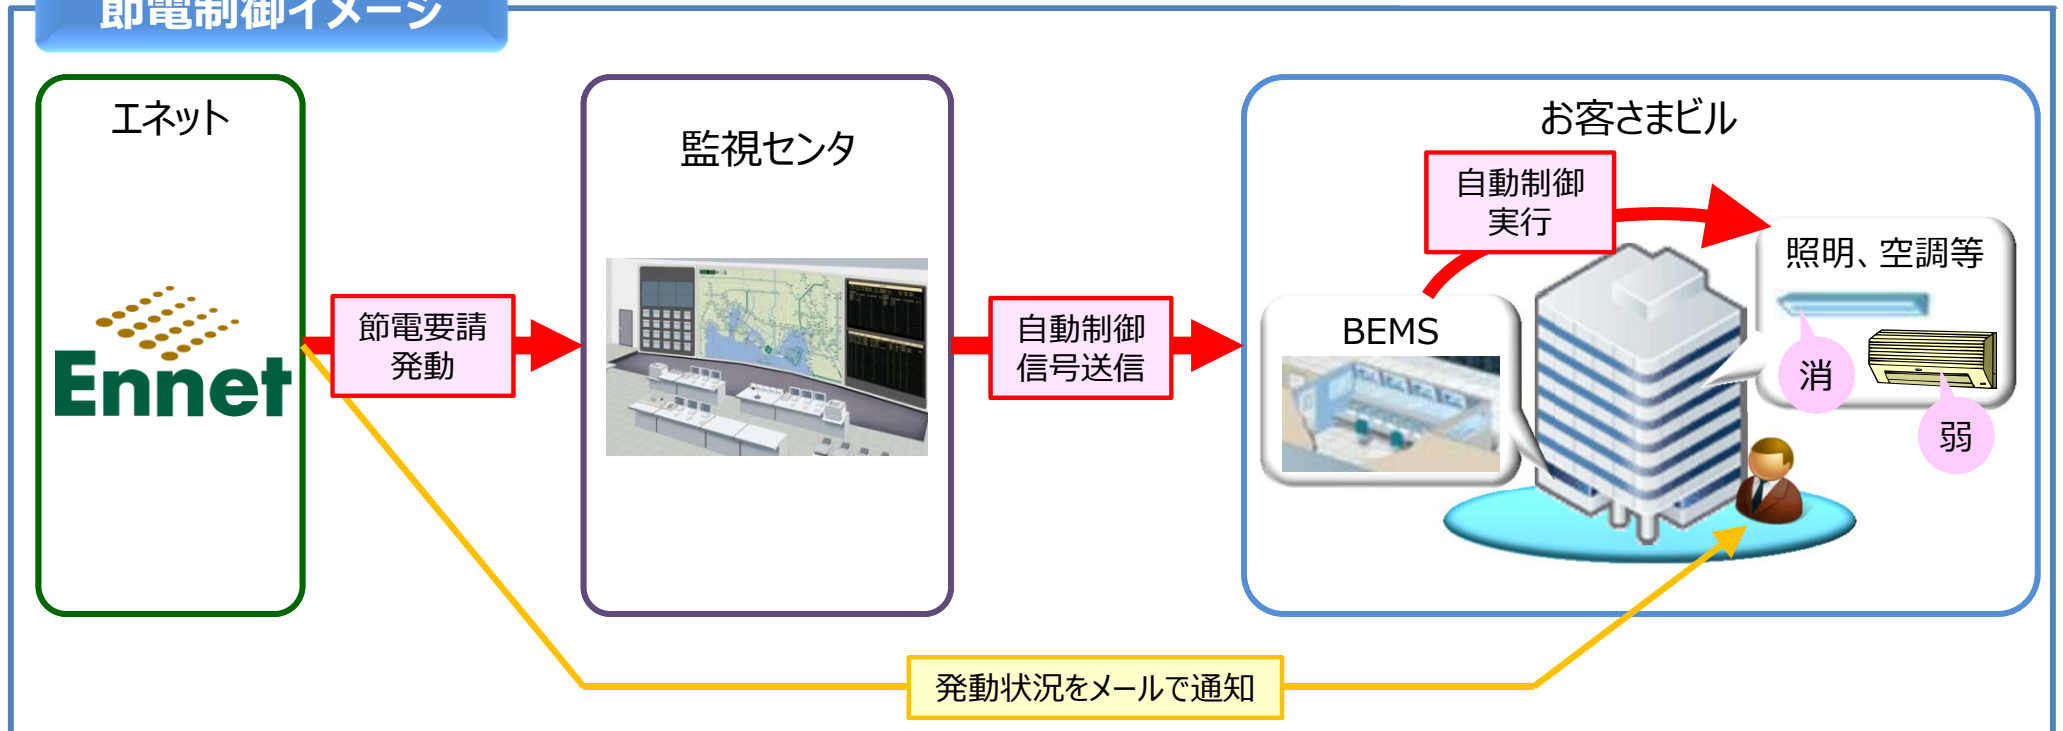 節電制御イメージ
エネット
Ennet
節電要請
発動
監視センタ
自動制御
信号送信
お客さまビル
自動制御
実行
BEMS
照明、空調等
消
弱
発動状況をメールで通知